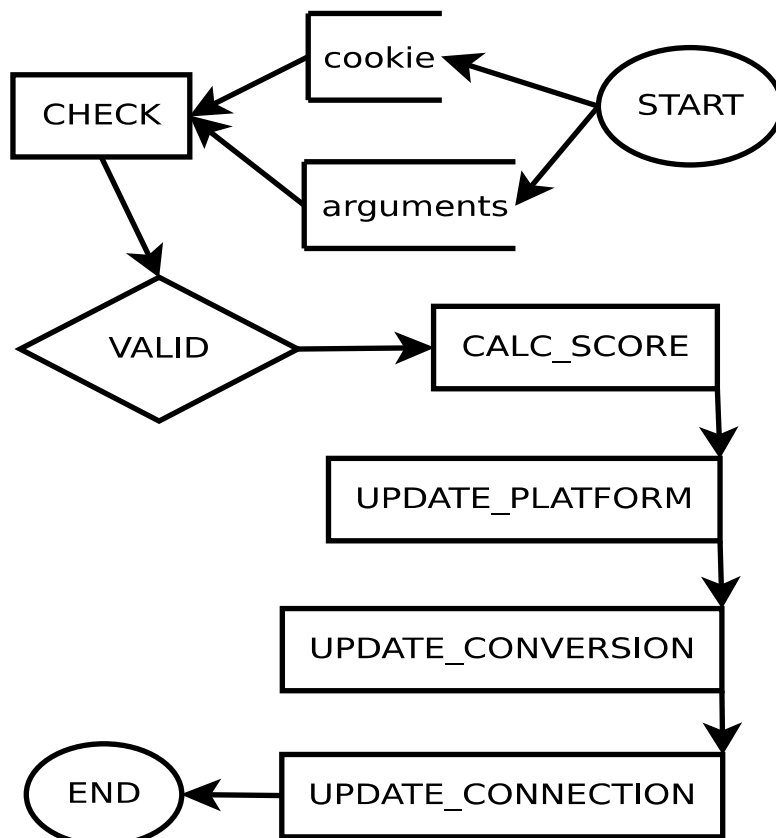 cookie
START
CHECK
arguments
VALID
CALC_SCORE
UPDATE_PLATFORM
UPDATE_CONVERSION
UPDATE_CONNECTION
END